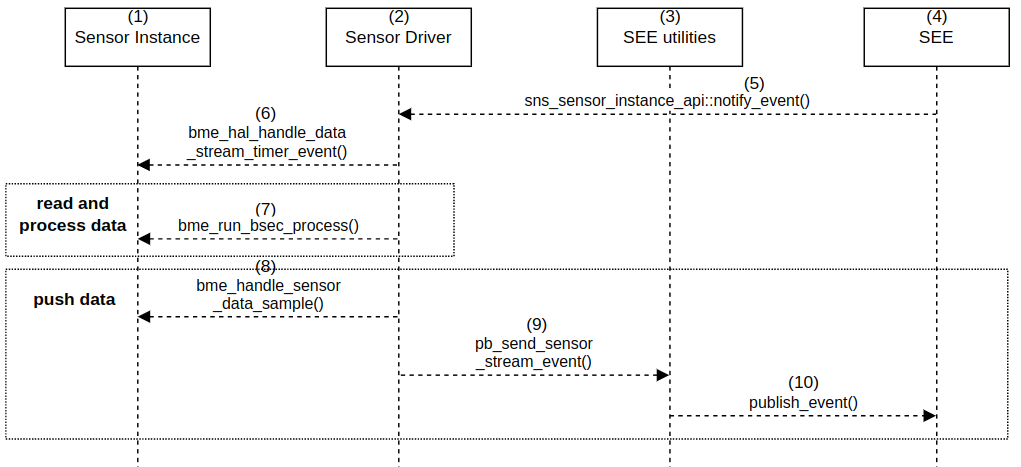 (1)
Sensor Instance
(2)
Sensor Driver
(3)
SEE utilities
(4)
SEE
(5)
sns_sensor_instance_api::notify_event()
(6)
bme_hal_handle_data
_stream_timer_event()
read and
process data
(7)
bme_run_bsec_process()
(8)
bme_handle_sensor
_data_sample()
push data
(9)
pb_send_sensor
_stream_event()
(10)
publish_event()